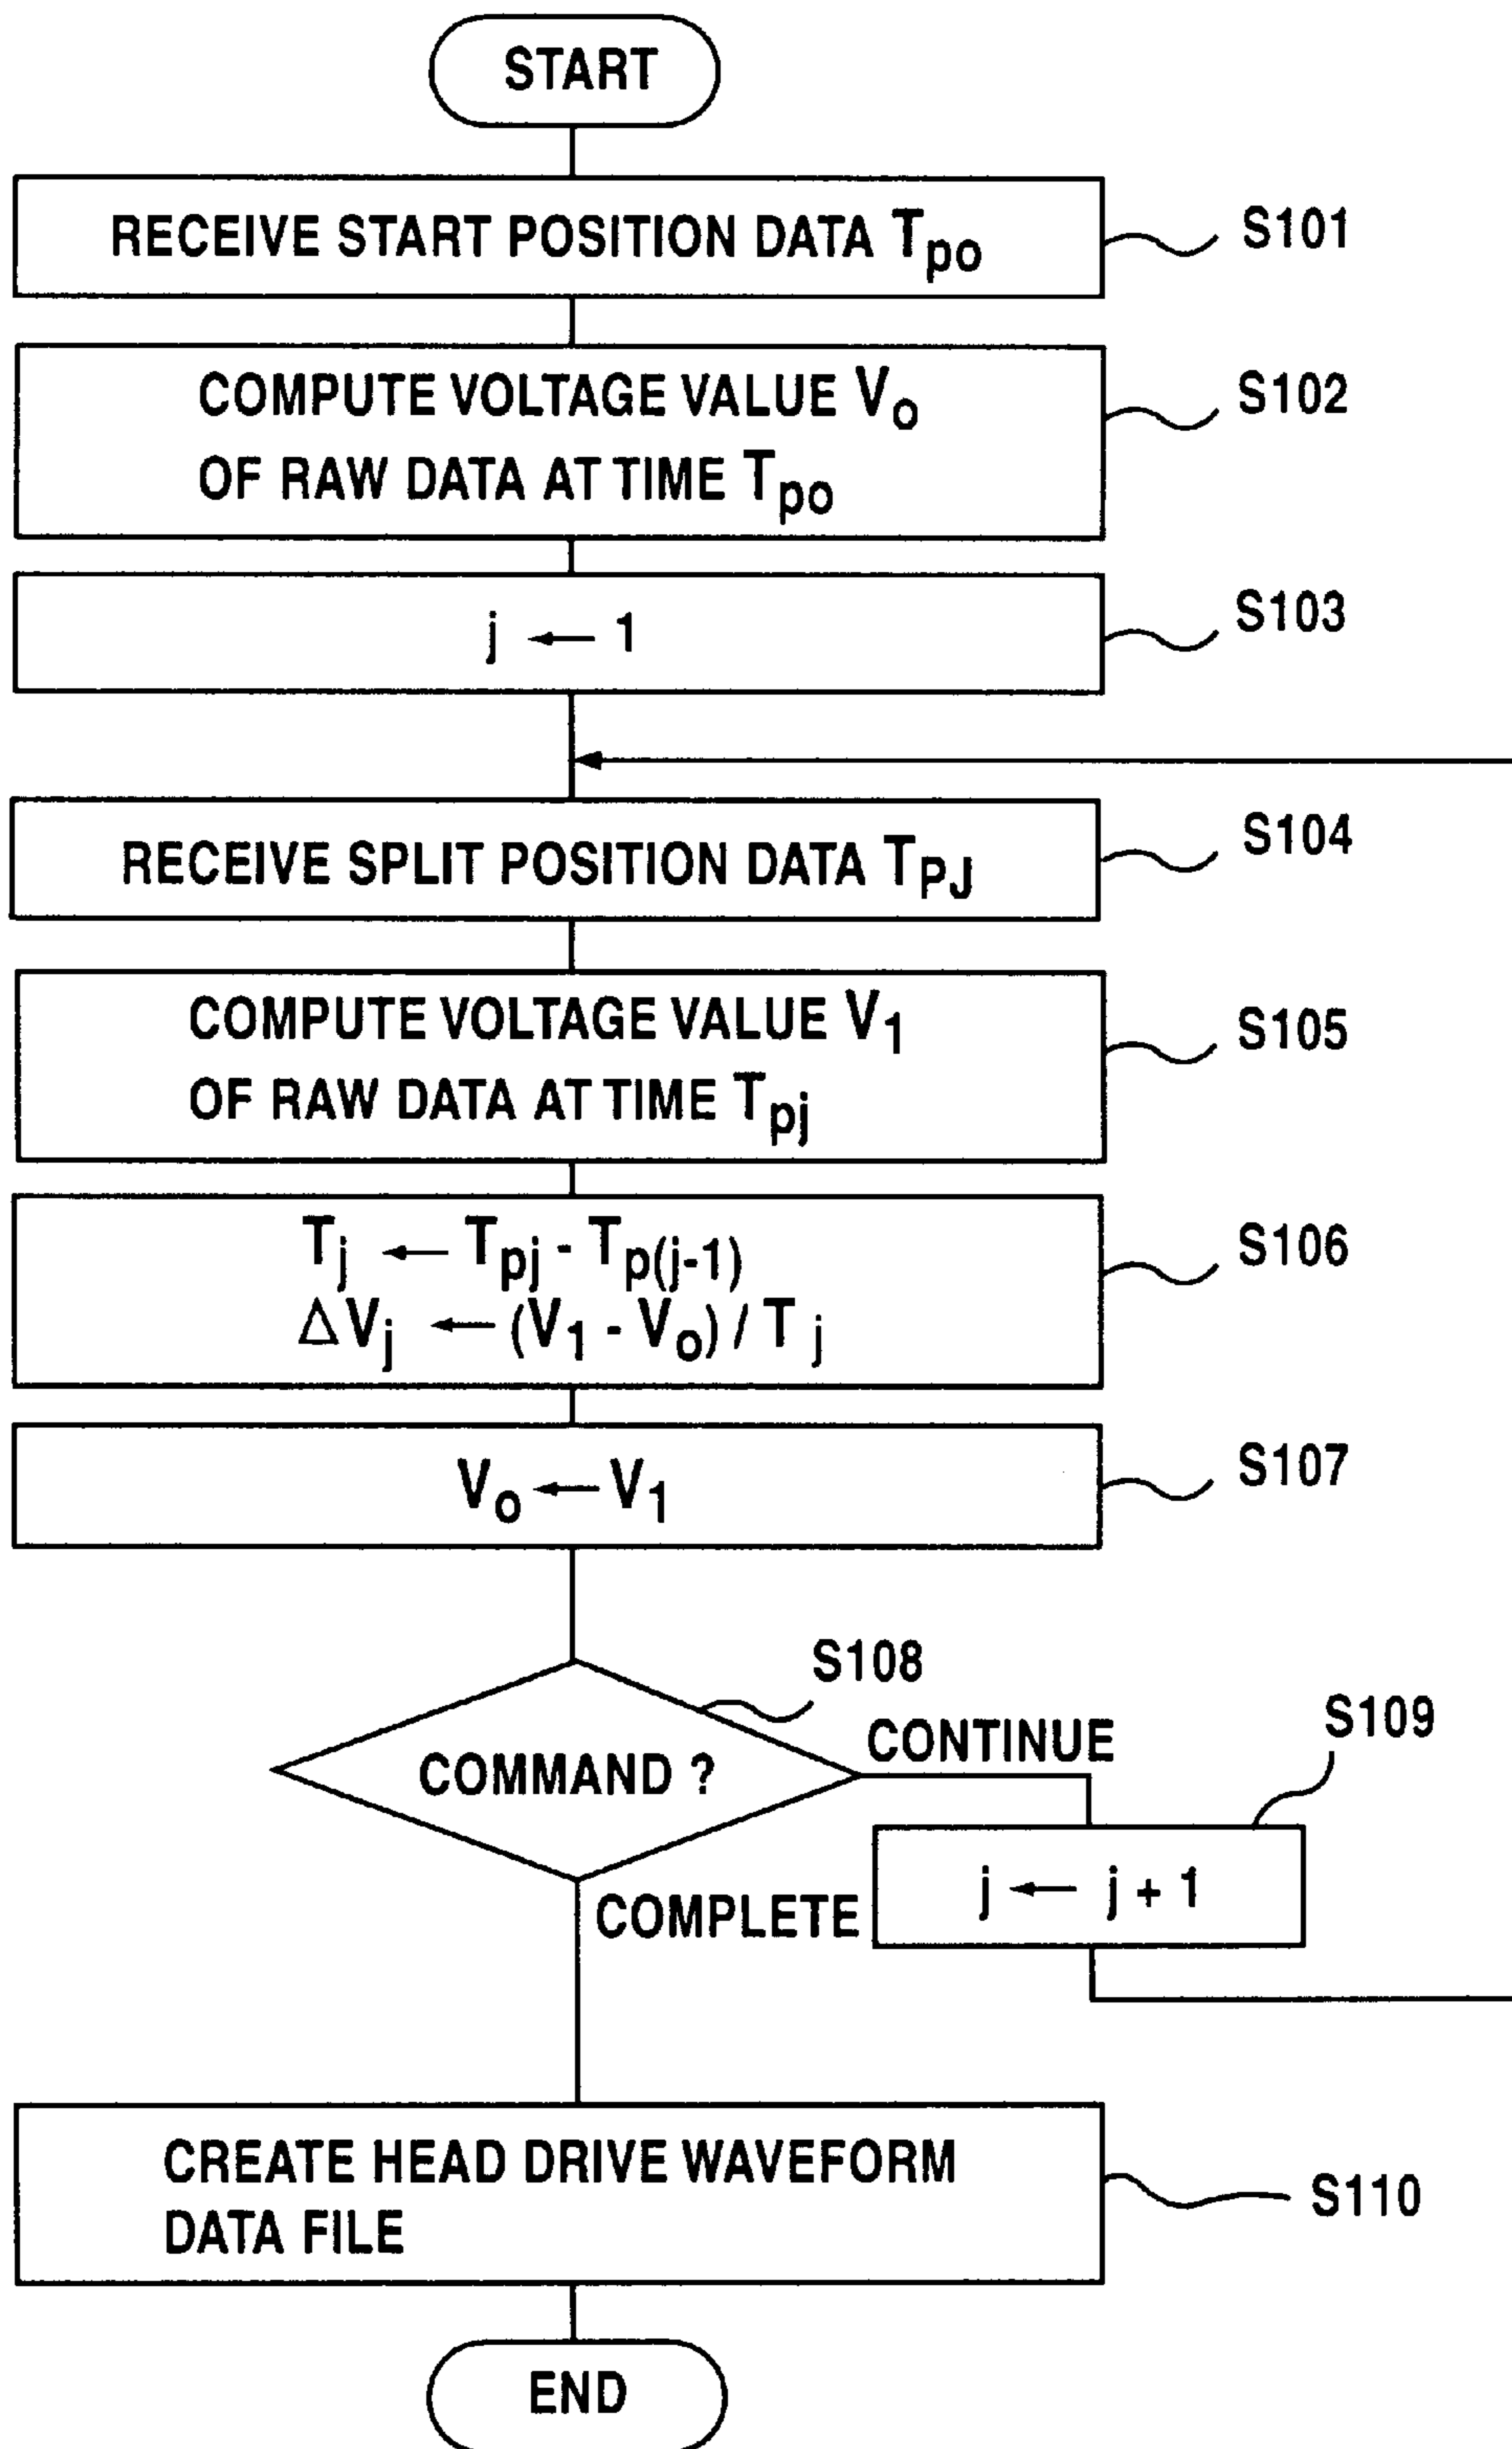 START
RECEIVE START POSITION DATA Tpo
S101
COMPUTE VOLTAGE VALUE Vo
OF RAW DATA AT TIME Tpo
S102
j ← 1
S103
RECEIVE SPLIT POSITION DATA TPJ
S104
COMPUTE VOLTAGE VALUE V1
OF RAW DATA AT TIME Tpj
S105
Tj ← Tpj - Tp(j-1)
△Vj ← (V1 - Vo) / Tj
S106
Vo ← V1
S107
S108
COMMAND ?
CONTINUE
S109
j ← j + 1
COMPLETE
CREATE HEAD DRIVE WAVEFORM
DATA FILE
S110
END